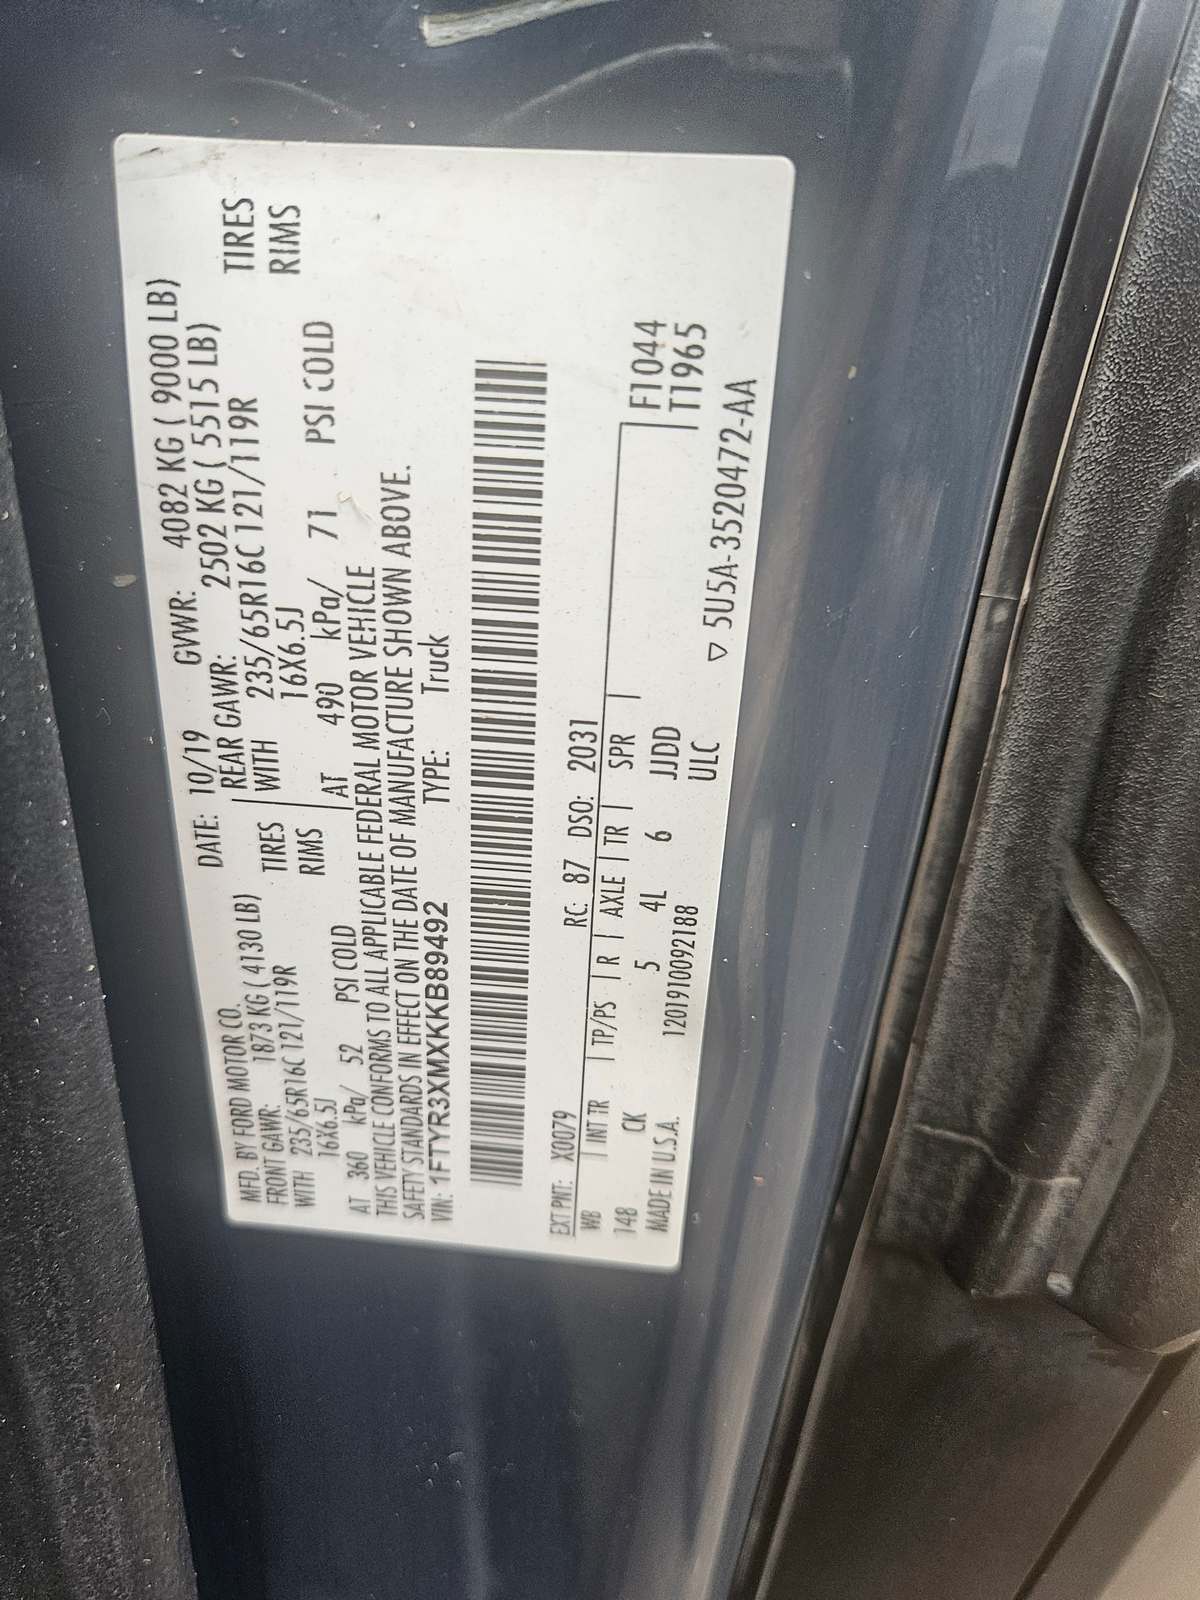 MFD. BY FORD MOTOR CO.
DATE: 10/19 GVWR: 4082 KG ( 9000 LB)
FRONT GAWR: 1873 KG ( 4130 LB)
REAR GAWR: 2502 KG ( 5515 LB)
WITH 235/65R16C 121/119R TIRES
WITH 235/65R16C 121/119R TIRES
16X6.5J RIMS
16X6.5J RIMS
AT 360 kPa/ 52 PSI COLD
AT 490 kPa/ 71 PSI COLD
THIS VEHICLE CONFORMS TO ALL APPLICABLE FEDERAL MOTOR VEHICLE
SAFETY STANDARDS IN EFFECT ON THE DATE OF MANUFACTURE SHOWN ABOVE.
VIN: 1FTYR3XMXKKB89492 TYPE: Truck
EXT PNT: X0079 RC: 87 DSO: 2031
WB INT TR TP/PS R AXLE TR SPR
F1044
148 CK 5 4L 6 JJDD
T1965
MADE IN U.S.A. 1201910092188 ULC
▽ 5U5A-3520472-AA